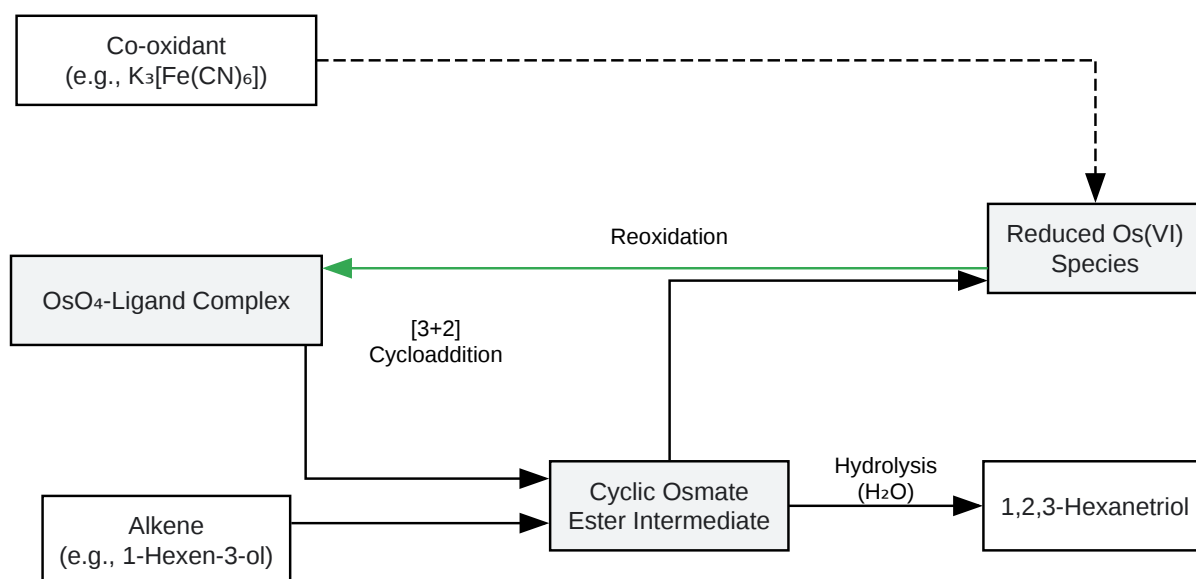 Co-oxidant
(e.g., K₃[Fe(CN)₆])
Reduced Os(VI)
Species
Reoxidation
OsO₄-Ligand Complex
[3+2]
Cycloaddition
Cyclic Osmate
Ester Intermediate
Hydrolysis
(H₂O)
1,2,3-Hexanetriol
Alkene
(e.g., 1-Hexen-3-ol)